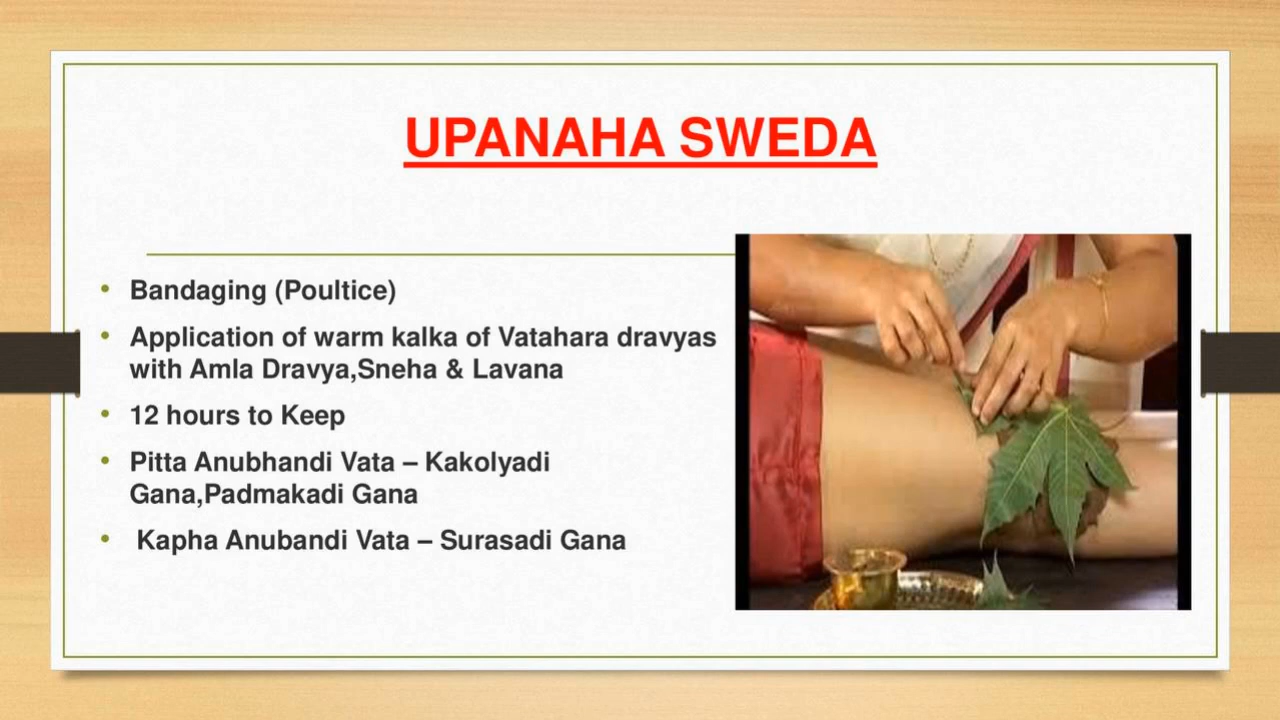 UPANAHA SWEDA
• Bandaging (Poultice)
• Application of warm kalka of Vatahara dravyas
with Amla Dravya,Sneha & Lavana
• 12 hours to Keep
• Pitta Anubhandi Vata – Kakolyadi
Gana,Padmakadi Gana
• Kapha Anubandi Vata – Surasadi Gana